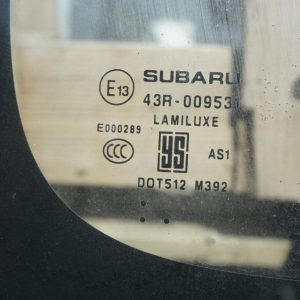 SUBARU
E13
43R-00953
LAMILUXE
E000289
CCC
YS
AS1
DOT512 M392